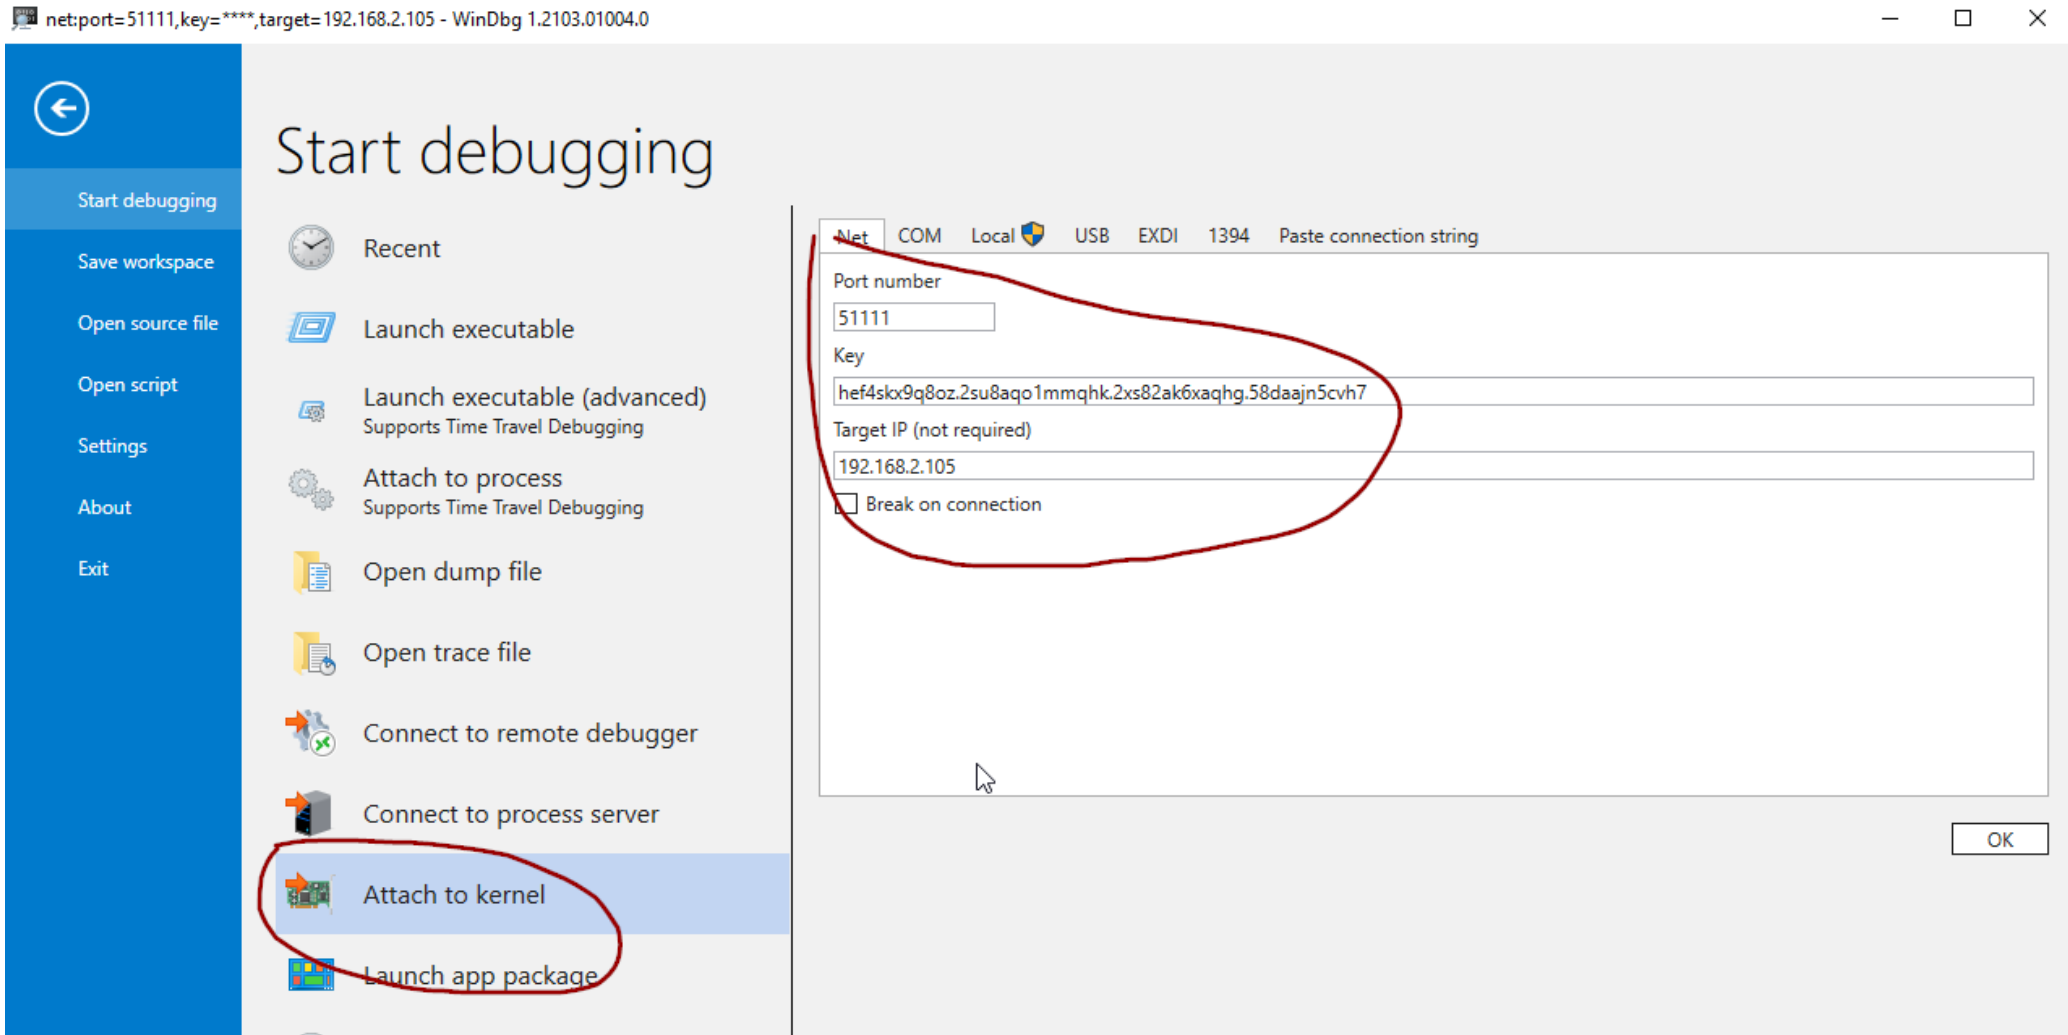 net:port=51111,key=****,target=192.168.2.105 - WinDbg 1.2103.01004.0
Start debugging
Save workspace
Open source file
Open script
Settings
About
Exit
Start debugging
Recent
Launch executable
Launch executable (advanced)
Supports Time Travel Debugging
Attach to process
Supports Time Travel Debugging
Open dump file
Open trace file
Connect to remote debugger
Connect to process server
Attach to kernel
Launch app package
Net COM Local USB EXDI 1394 Paste connection string
Port number
51111
Key
hef4skx9q8oz.2su8aqo1mmqhk.2xs82ak6xaqhg.58daajn5cvh7
Target IP (not required)
192.168.2.105
Break on connection
OK